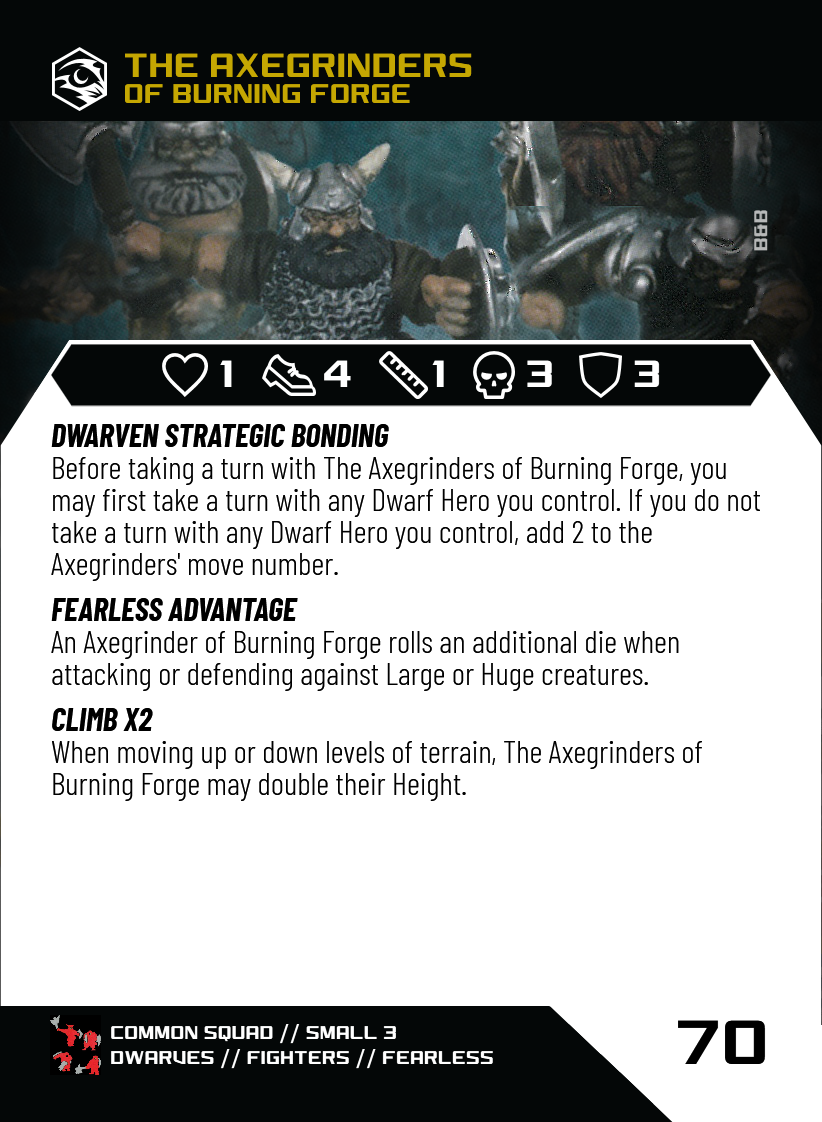 THE AXEGRINDERS
OF BURNING FORGE
B&B
1 4 1 3 3
DWARVEN STRATEGIC BONDING
Before taking a turn with The Axegrinders of Burning Forge, you
may first take a turn with any Dwarf Hero you control. If you do not
take a turn with any Dwarf Hero you control, add 2 to the
Axegrinders' move number.
FEARLESS ADVANTAGE
An Axegrinder of Burning Forge rolls an additional die when
attacking or defending against Large or Huge creatures.
CLIMB X2
When moving up or down levels of terrain, The Axegrinders of
Burning Forge may double their Height.
COMMON SQUAD // SMALL 3
DWARVES // FIGHTERS // FEARLESS
70